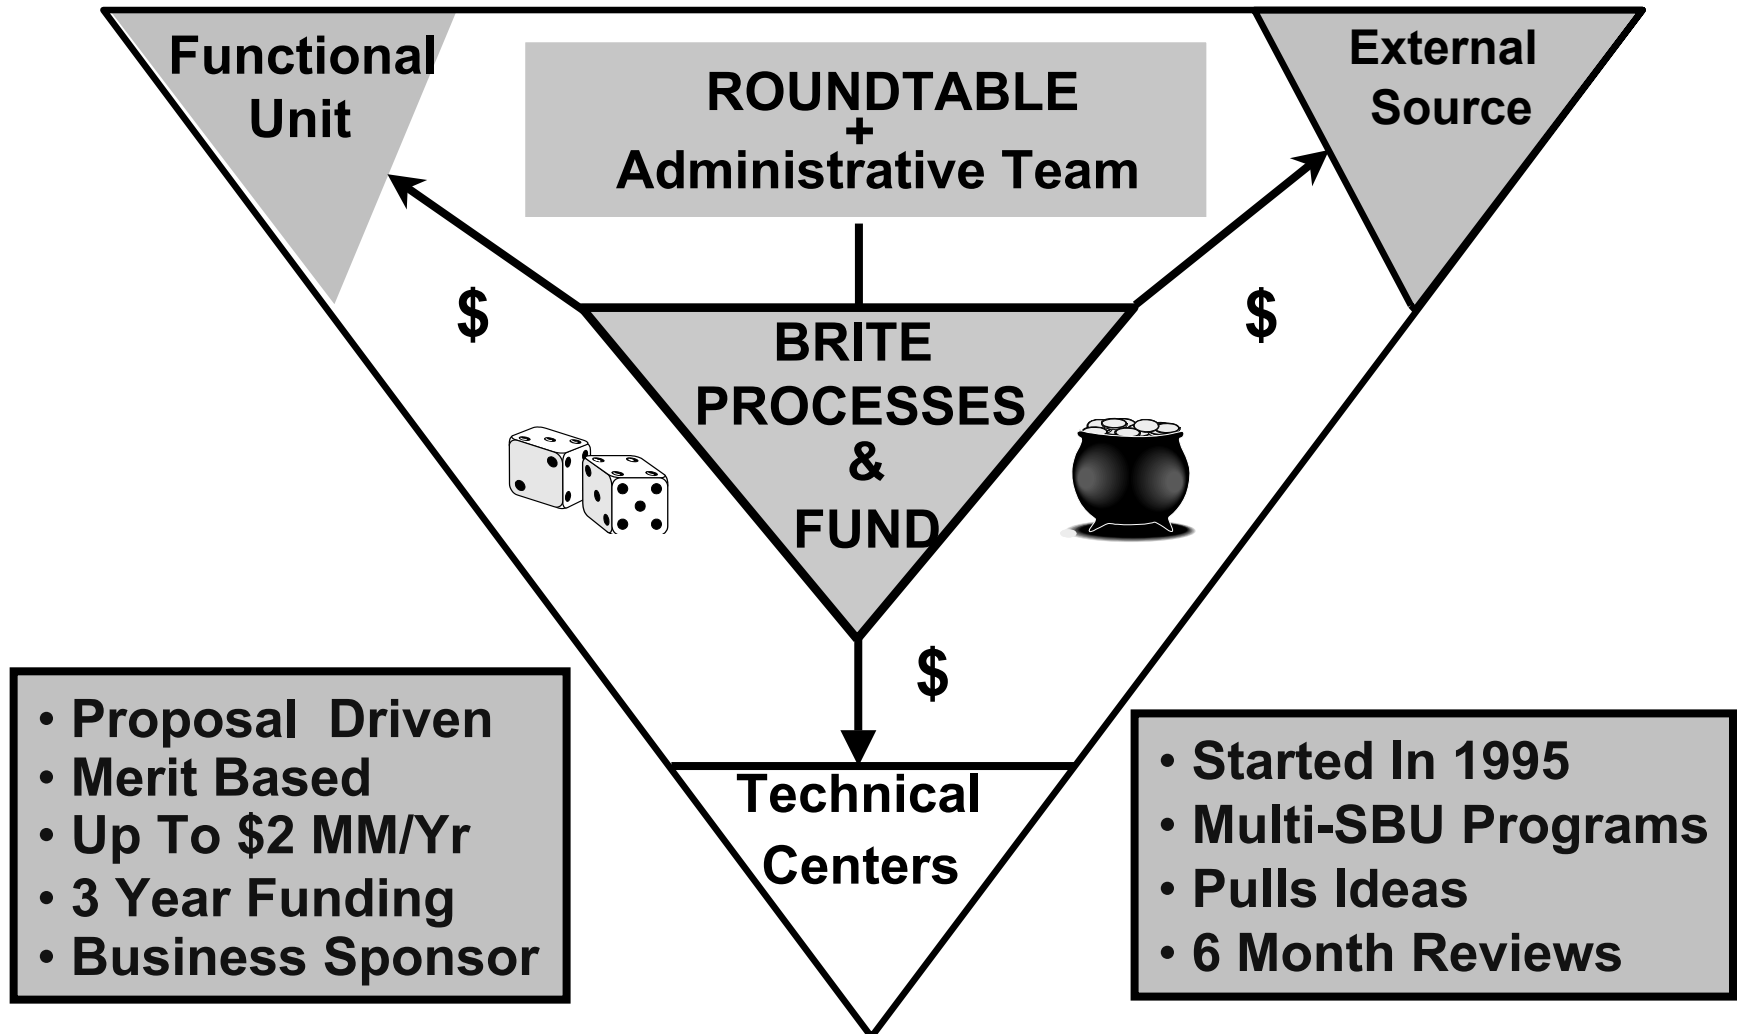 Functional
Unit
ROUNDTABLE
+
Administrative Team
External
Source
$
$
BRITE
PROCESSES
&
FUND
$
Technical
Centers
• Proposal  Driven
• Merit Based
• Up To $2 MM/Yr
• 3 Year Funding
• Business Sponsor
• Started In 1995
• Multi-SBU Programs
• Pulls Ideas
• 6 Month Reviews